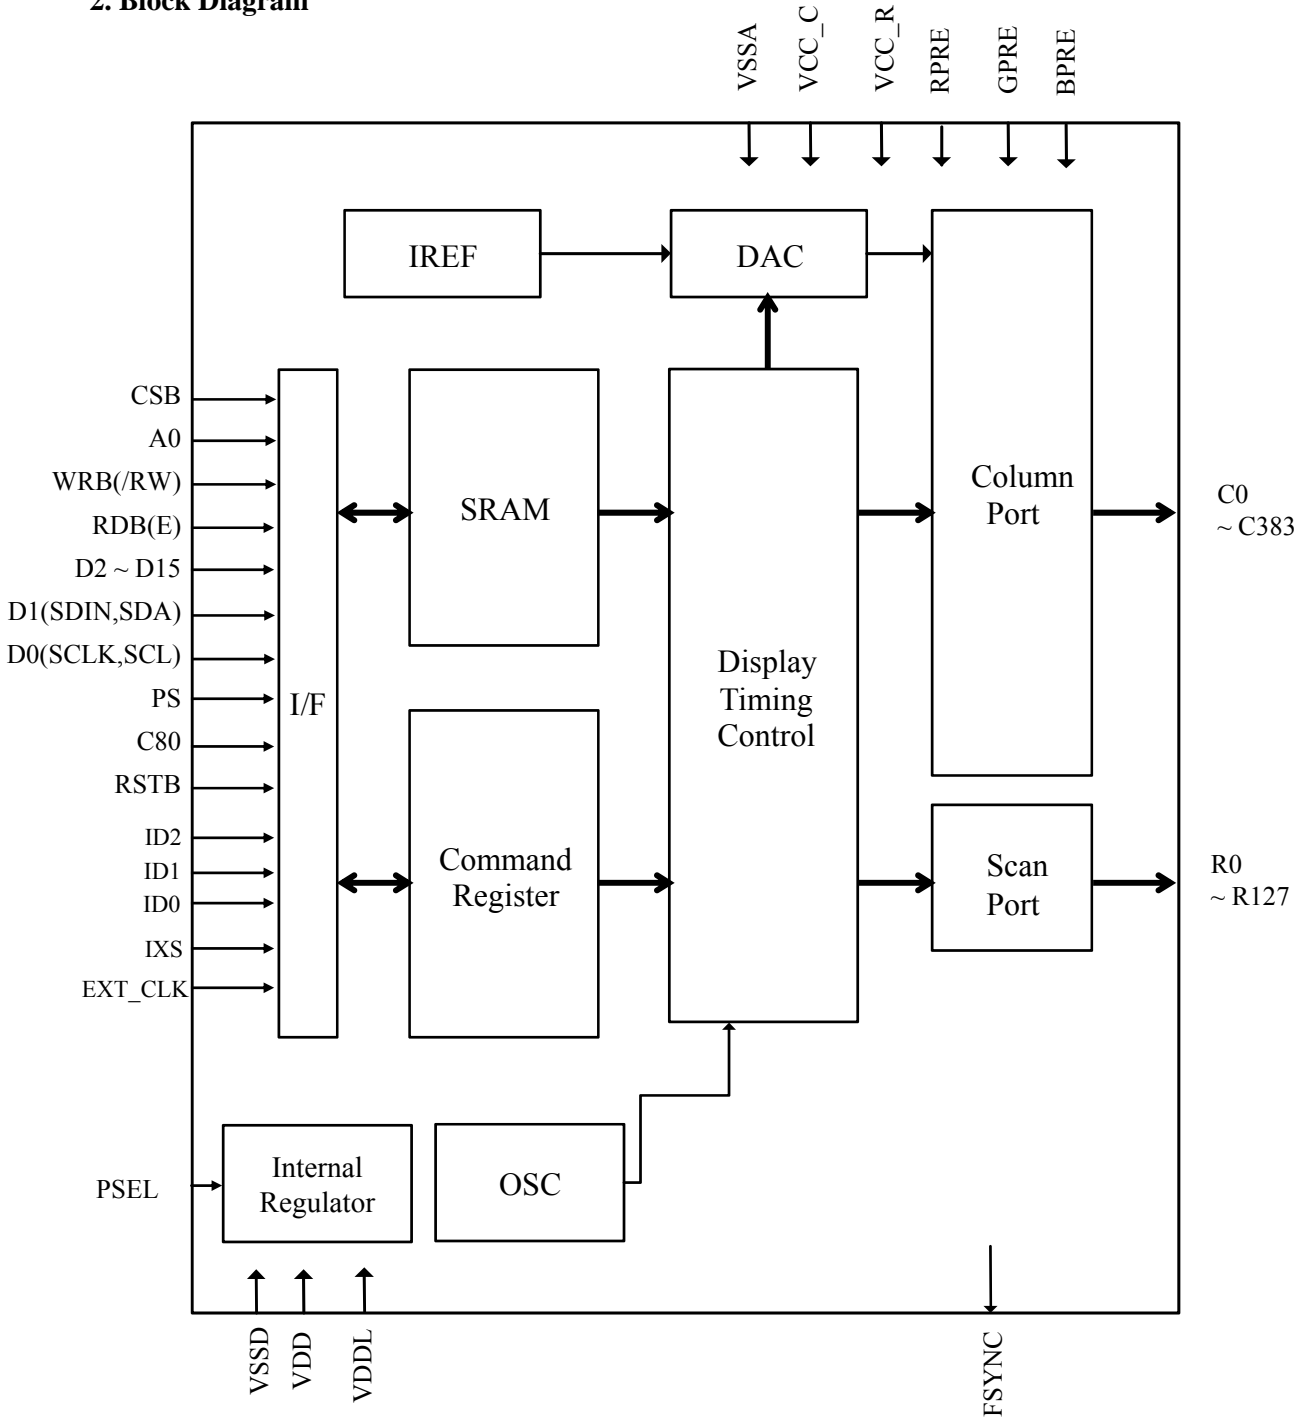 2. Block Diagram
VSSA
VCC_C
VCC_R
RPRE
GPRE
BPRE
IREF
DAC
CSB
A0
WRB(/RW)
RDB(E)
D2 ~ D15
D1(SDIN,SDA)
D0(SCLK,SCL)
PS
C80
RSTB
ID2
ID1
ID0
IXS
EXT_CLK
I/F
SRAM
Command
Register
Display
Timing
Control
Column
Port
Scan
Port
C0
~ C383
R0
~ R127
PSEL
Internal
Regulator
OSC
VSSD
VDD
VDDL
FSYNC